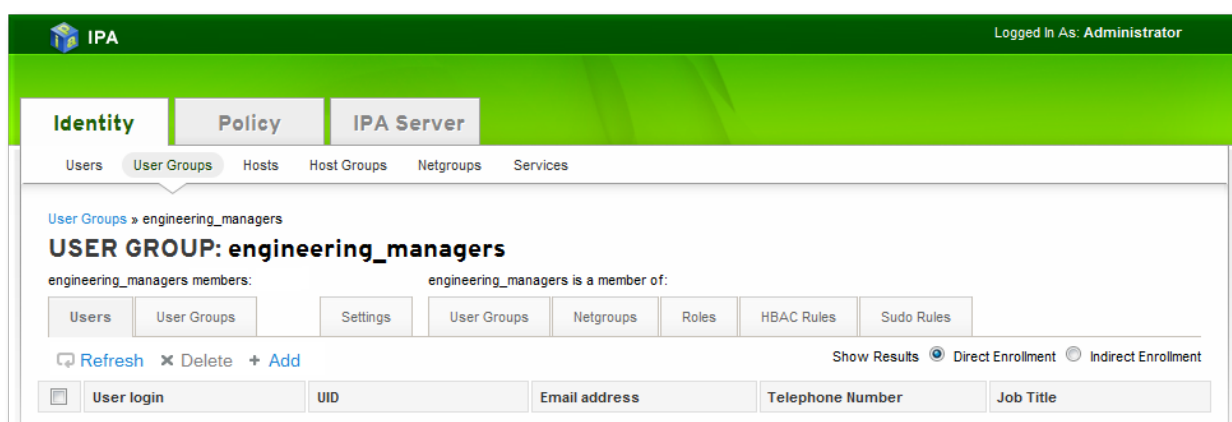 IPA
Logged In As: Administrator
Identity Policy IPA Server
Users User Groups Hosts Host Groups Netgroups Services
User Groups » engineering_managers
USER GROUP: engineering_managers
engineering_managers members: engineering_managers is a member of:
Users User Groups Settings User Groups Netgroups Roles HBAC Rules Sudo Rules
Refresh Delete + Add Show Results Direct Enrollment Indirect Enrollment
User login UID Email address Telephone Number Job Title